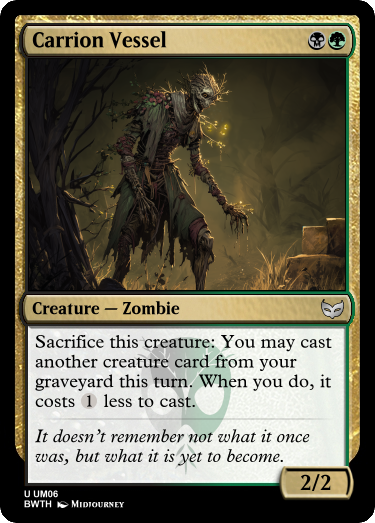 Carrion Vessel
Creature — Zombie
Sacrifice this creature: You may cast
another creature card from your
graveyard this turn. When you do, it
costs 1 less to cast.
It doesn't remember not what it once
was, but what it is yet to become.
2/2
U UM06
BWTH Midjourney